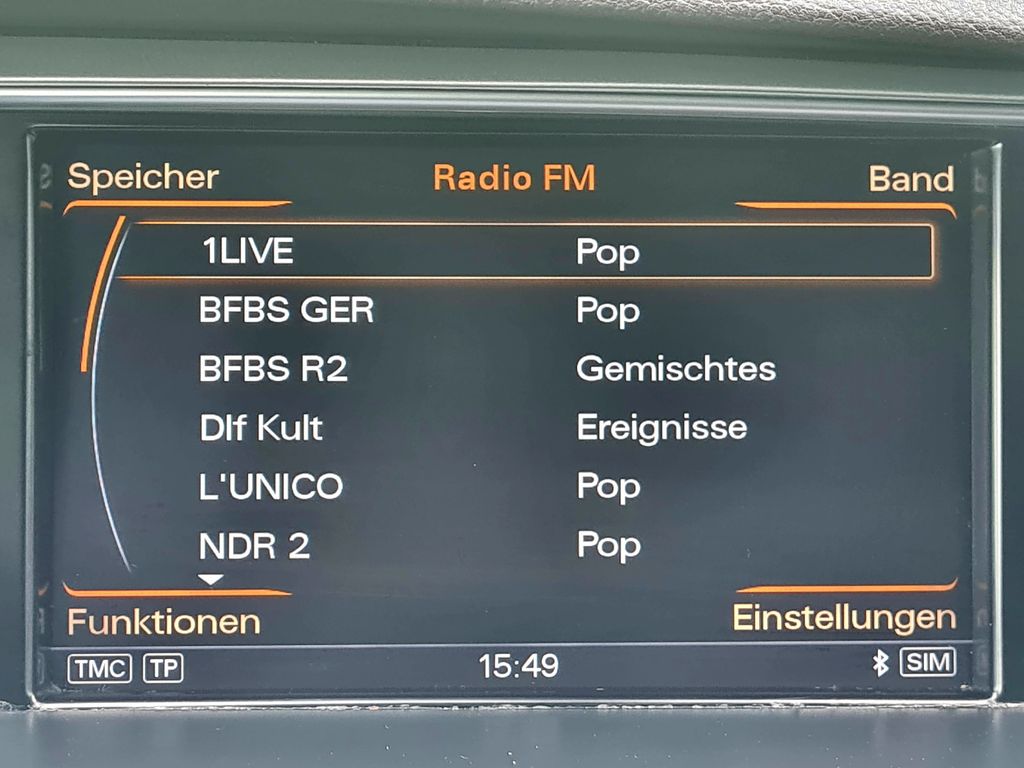 Speicher Radio FM Band
1LIVE Pop
BFBS GER Pop
BFBS R2 Gemischtes
Dlf Kult Ereignisse
L'UNICO Pop
NDR 2 Pop
Funktionen Einstellungen
TMC TP 15:49 SIM